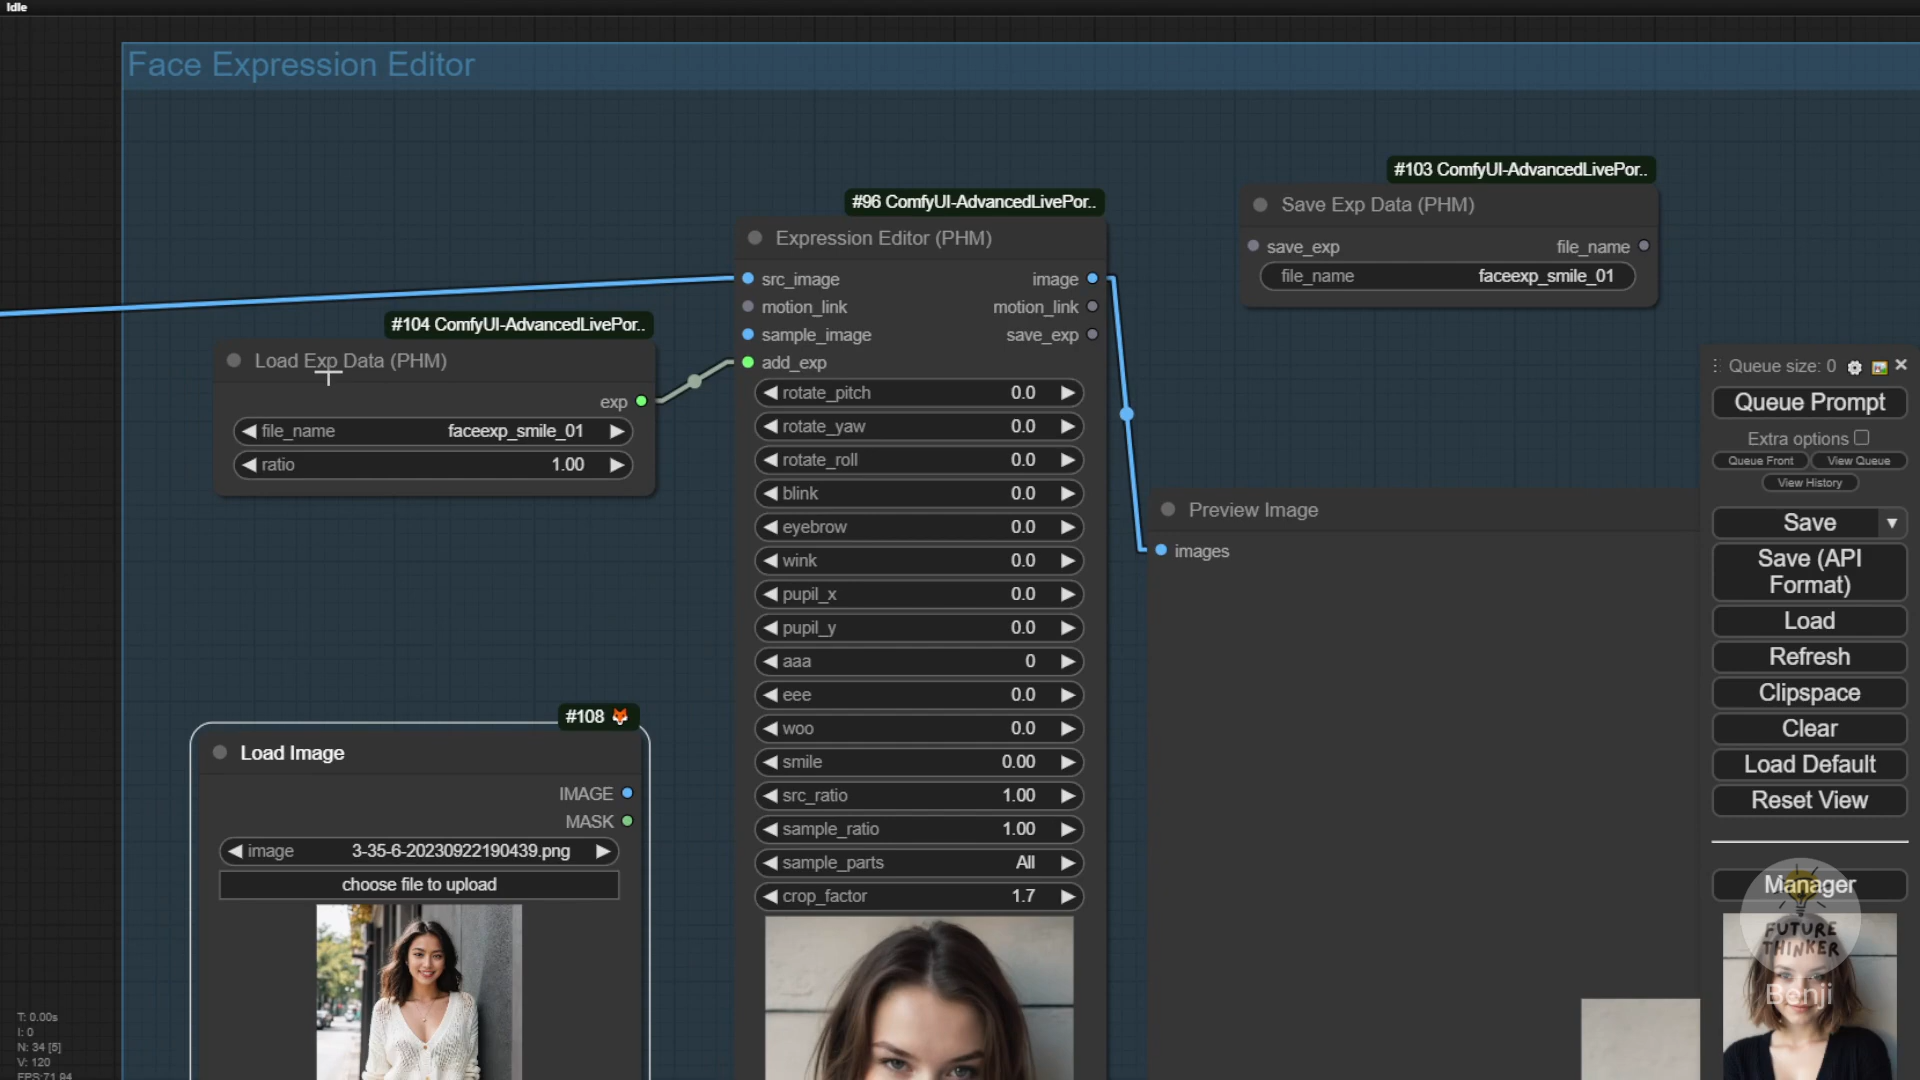 Idle
Face Expression Editor
#103 ComfyUI-AdvancedLivePor..
Save Exp Data (PHM)
save_exp
file_name
file_name
faceexp_smile_01
#96 ComfyUI-AdvancedLivePor..
Expression Editor (PHM)
src_image
image
motion_link
motion_link
sample_image
save_exp
add_exp
rotate_pitch 0.0
rotate_yaw 0.0
rotate_roll 0.0
blink 0.0
eyebrow 0.0
wink 0.0
pupil_x 0.0
pupil_y 0.0
aaa 0
eee 0.0
woo 0.0
smile 0.00
src_ratio 1.00
sample_ratio 1.00
sample_parts All
crop_factor 1.7
#104 ComfyUI-AdvancedLivePor..
Load Exp Data (PHM)
exp
file_name faceexp_smile_01
ratio 1.00
#108
Load Image
IMAGE
MASK
image 3-35-6-20230922190439.png
choose file to upload
Preview Image
images
Queue size: 0
Queue Prompt
Extra options
Queue Front
View Queue
View History
Save
Save (API
Format)
Load
Refresh
Clipspace
Clear
Load Default
Reset View
Manager
FUTURE
THINKER
Benji
T: 0.00s
I: 0
N: 34 [5]
V: 120
FPS:71.94